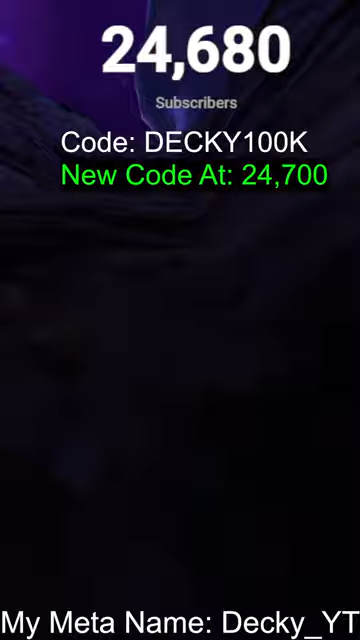 24,680
Subscribers
Code: DECKY100K
New Code At: 24,700
My Meta Name: Decky_YT